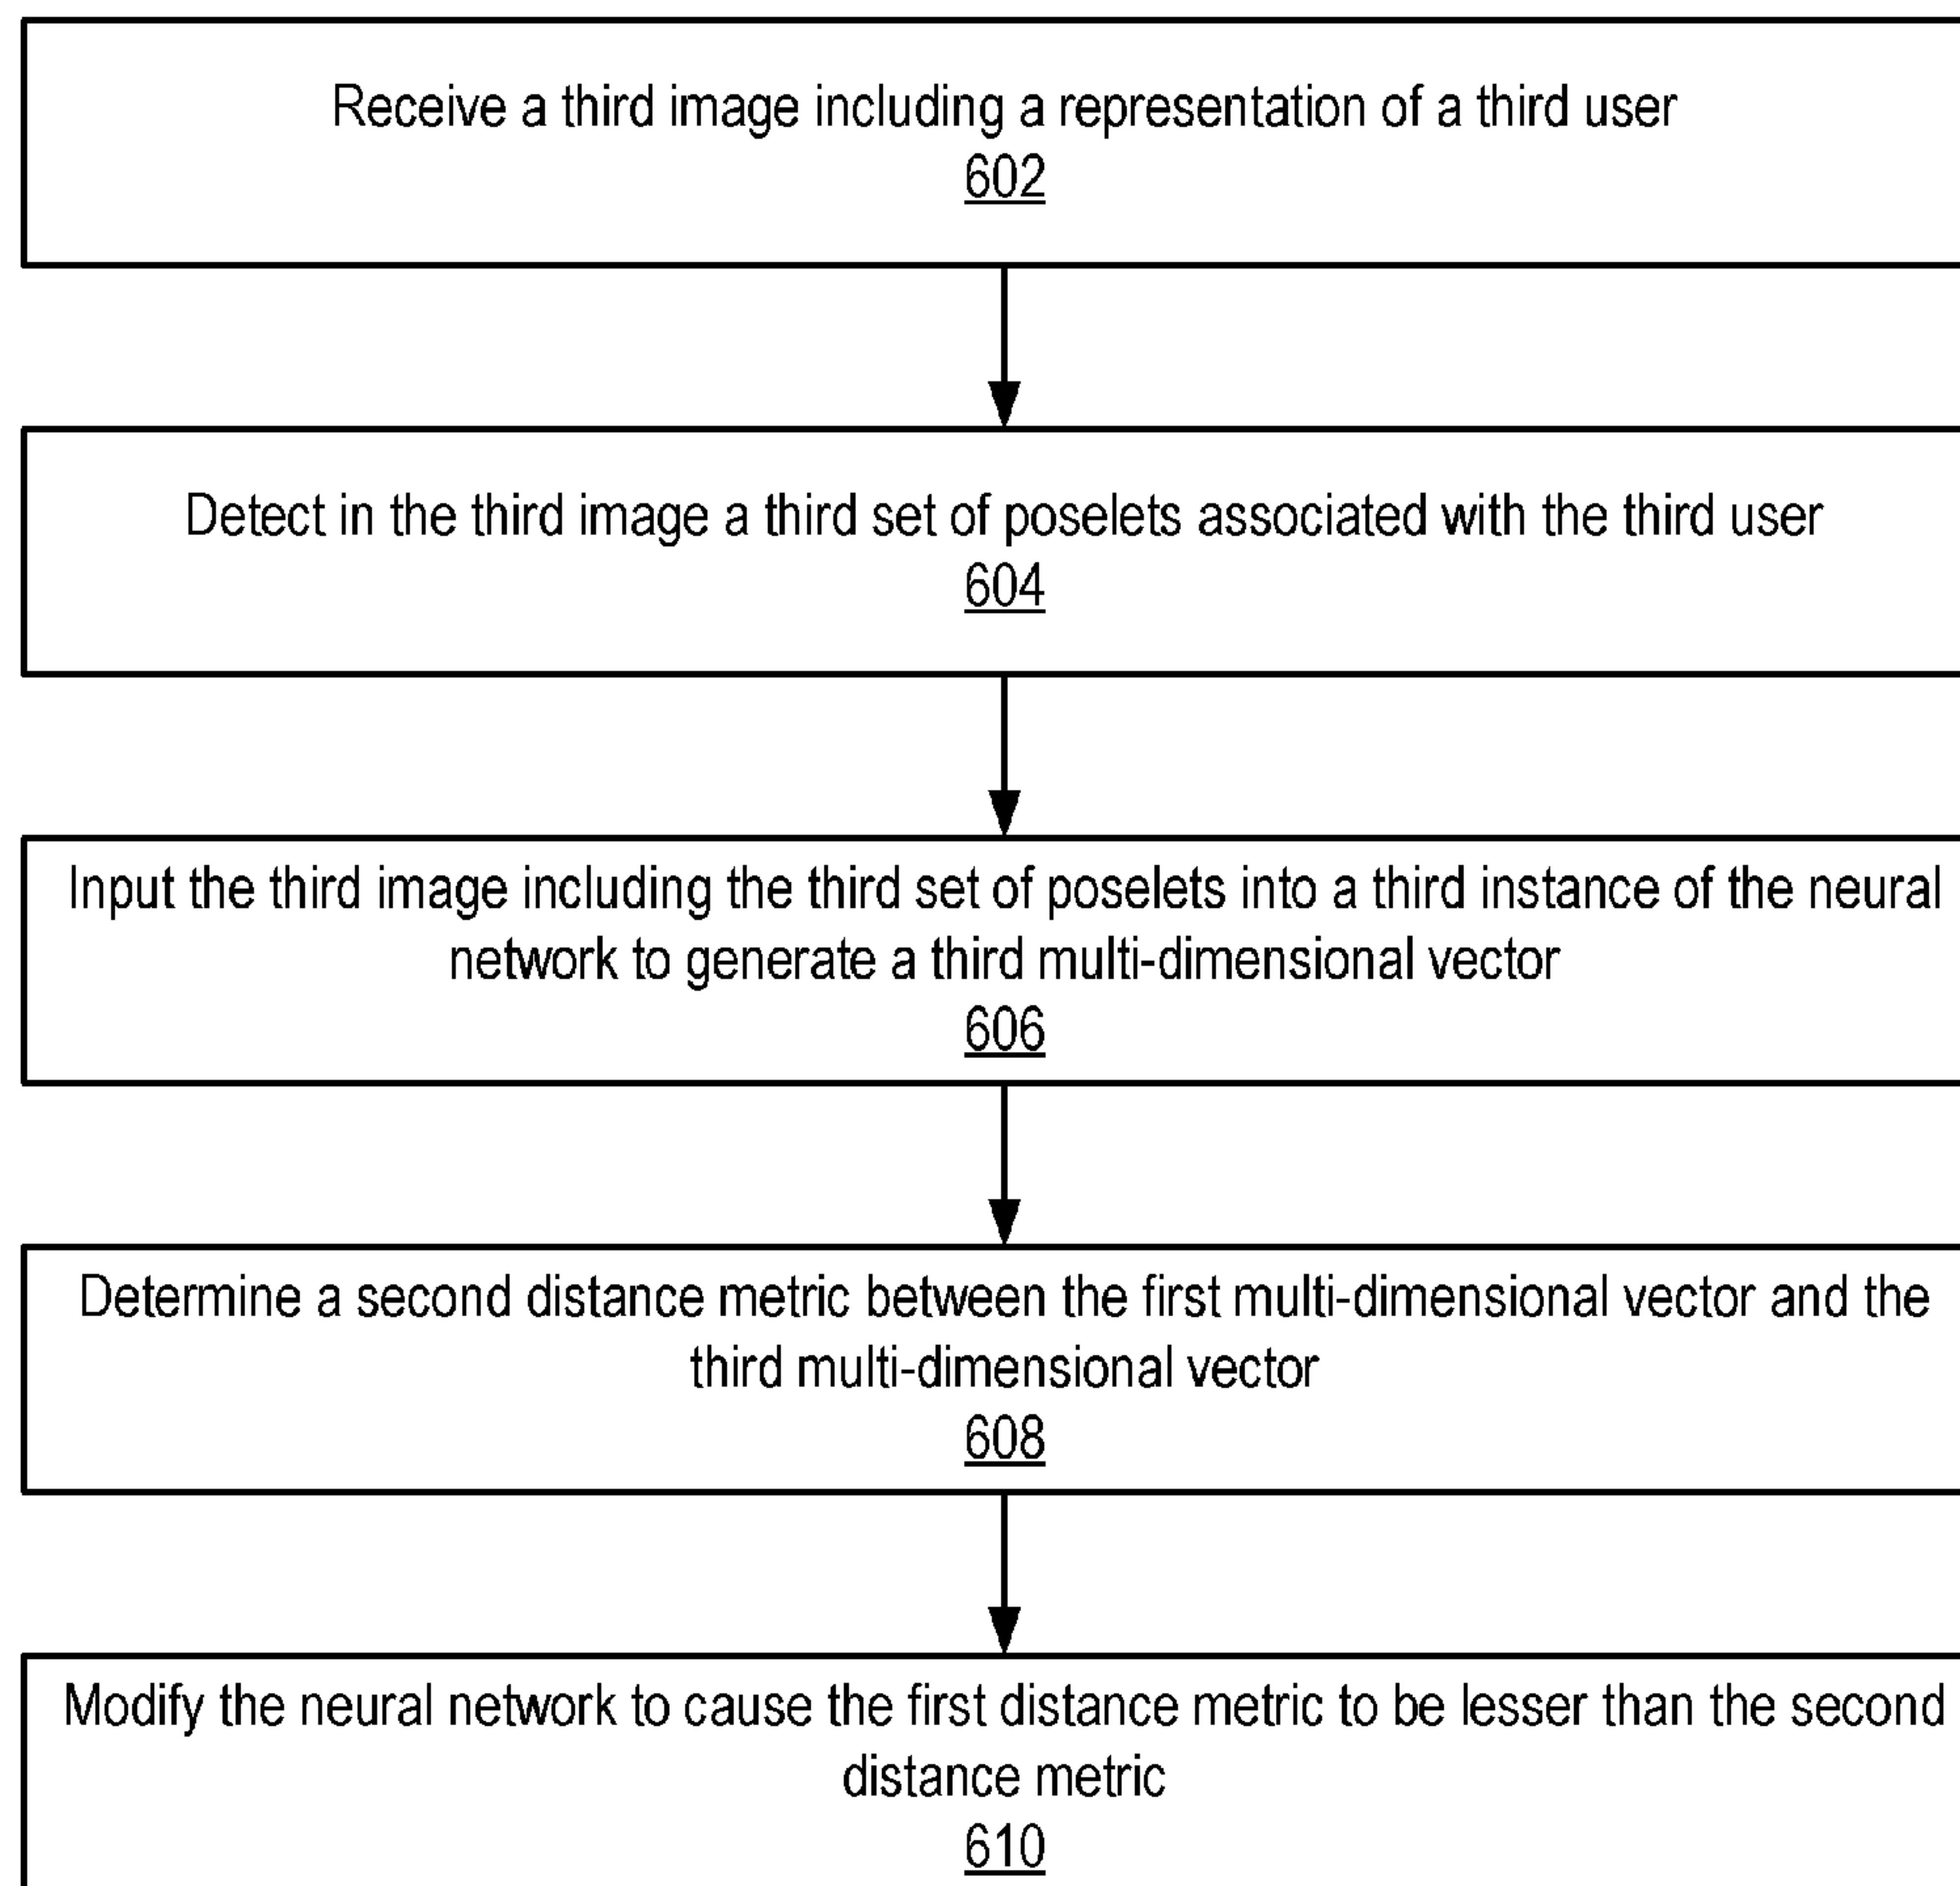 Receive a third image including a representation of a third user
602
Detect in the third image a third set of poselets associated with the third user
604
Input the third image including the third set of poselets into a third instance of the neural
network to generate a third multi-dimensional vector
606
Determine a second distance metric between the first multi-dimensional vector and the
third multi-dimensional vector
608
Modify the neural network to cause the first distance metric to be lesser than the second
distance metric
610